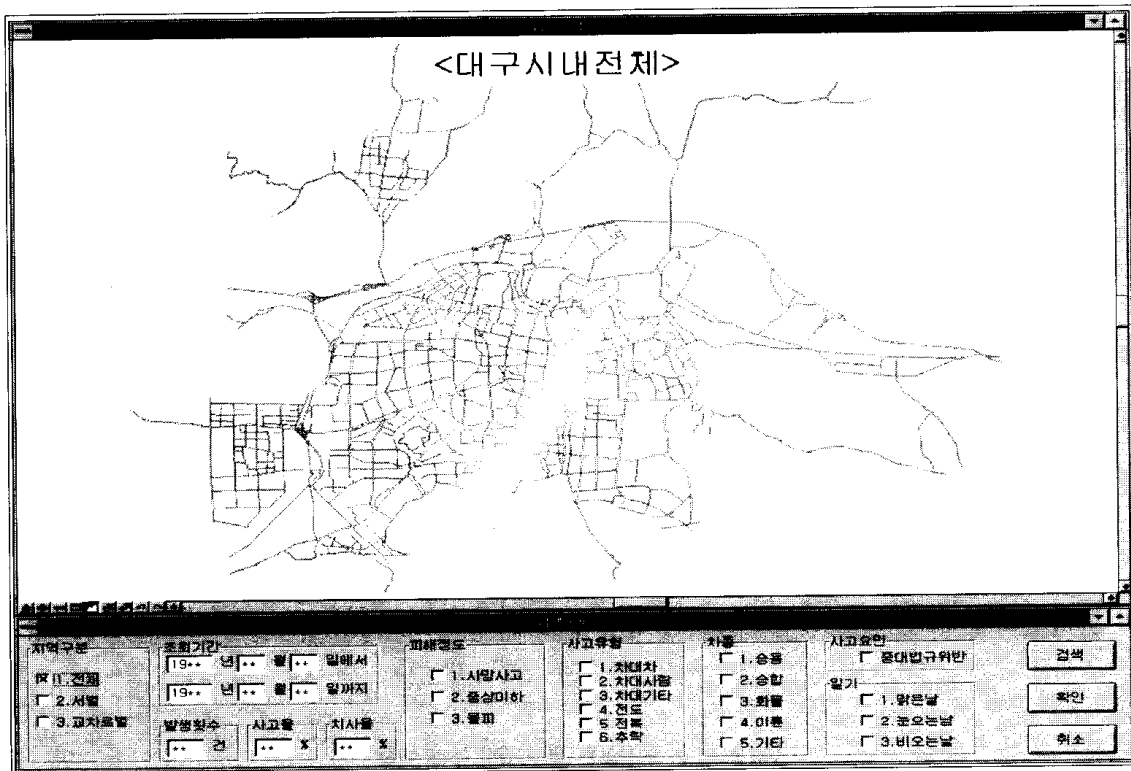 <대구시내전체>
지역구분
1.전체
2.서별
3.교차로별
조회기간
19** 년 ** 월 ** 일에서
19** 년 ** 월 ** 일까지
발생횟수
** 건
사고율
** %
치사율
** %
피해정도
1.사망사고
2.중상이하
3.물피
사고유형
1.차대차
2.차대사람
3.차대기타
4.전도
5.전복
6.추락
차종
1.승용
2.승합
3.화물
4.이륜
5.기타
사고요인
중대법규위반
일기
1.맑은날
2.눈오는날
3.비오는날
검색
확인
취소